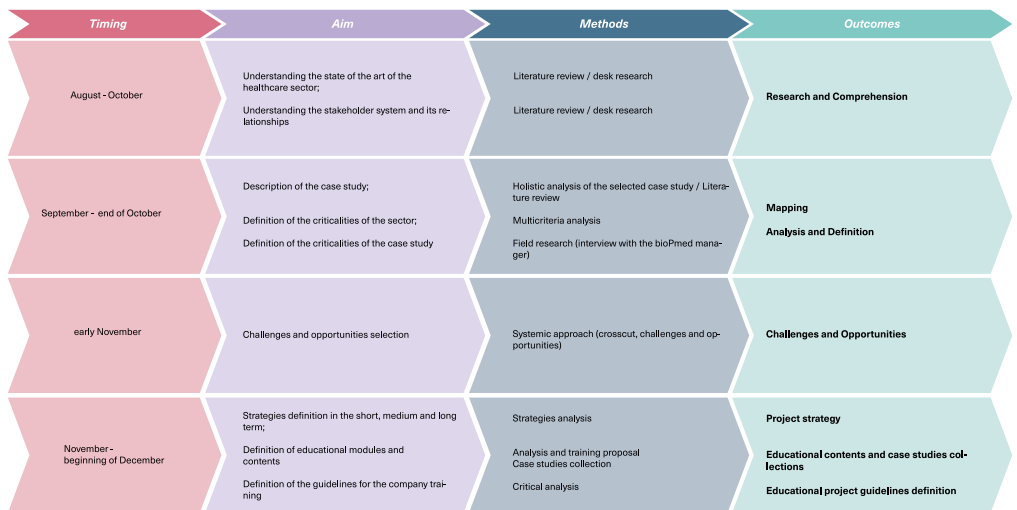 Timing
Aim
Methods
Outcomes
August - October
Understanding the state of the art of the
healthcare sector;
Understanding the stakeholder system and its re-
lationships
Literature review / desk research
Literature review / desk research
Research and Comprehension
September - end of October
Description of the case study;
Definition of the criticalities of the sector;
Definition of the criticalities of the case study
Holistic analysis of the selected case study / Litera-
ture review
Multicriteria analysis
Field research (interview with the bioPmed mana-
ger)
Mapping
Analysis and Definition
early November
Challenges and opportunities selection
Systemic approach (crosscut, challenges and op-
portunities)
Challenges and Opportunities
November -
beginning of December
Strategies definition in the short, medium and long
term;
Definition of educational modules and
contents
Definition of the guidelines for the company trai-
ning
Strategies analysis
Analysis and training proposal
Case studies collection
Critical analysis
Project strategy
Educational contents and case studies col-
lections
Educational project guidelines definition